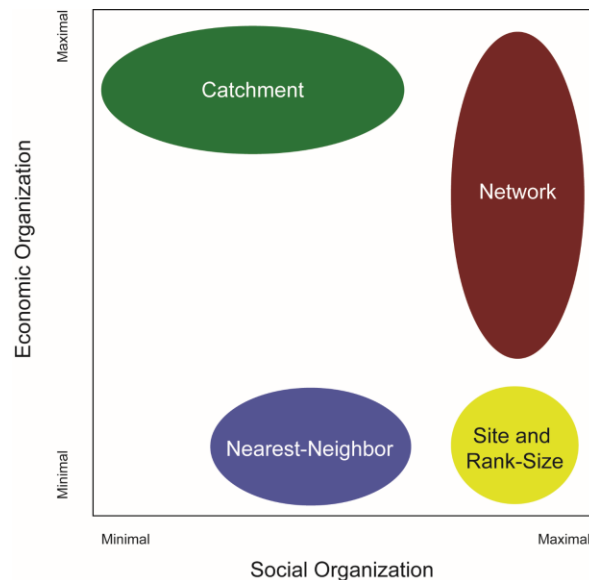 Maximal
Economic Organization
Minimal
Catchment
Network
Nearest-Neighbor
Site and
Rank-Size
Minimal
Maximal
Social Organization